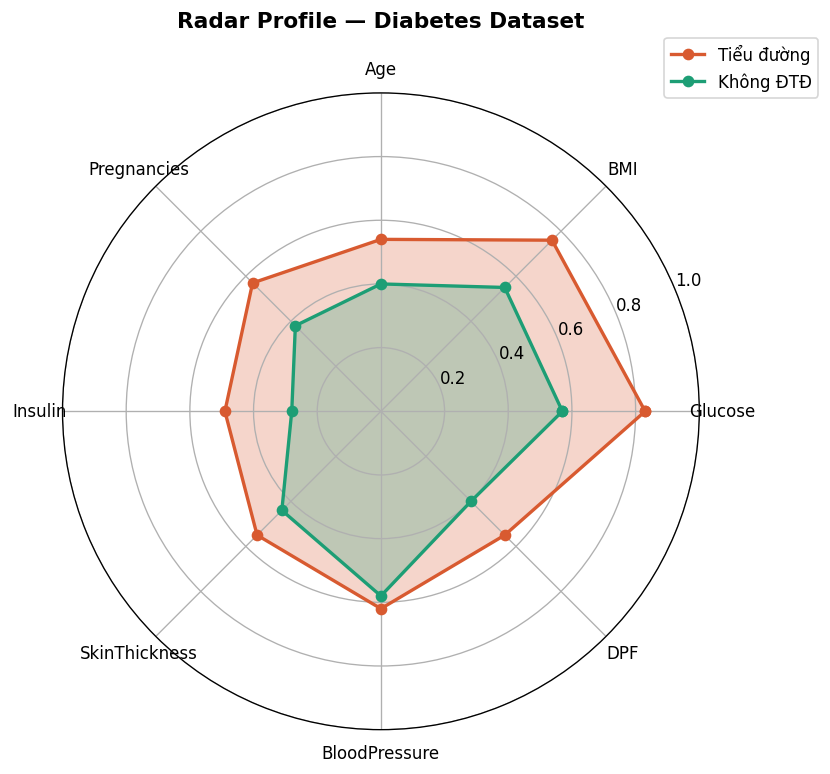 Radar Profile — Diabetes Dataset
Tiểu đường
Không ĐTĐ
Age
Pregnancies
BMI
1.0
0.8
0.6
0.4
0.2
Insulin
Glucose
SkinThickness
DPF
BloodPressure